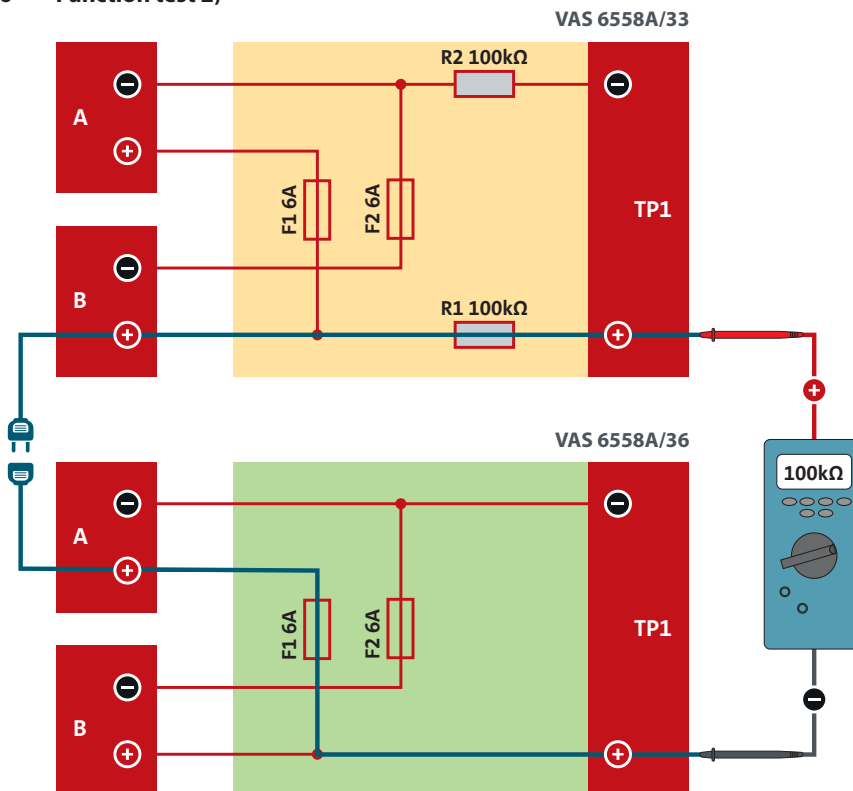 Function test 2)
VAS 6558A/33
R2 100kΩ
−
−
A
+
F1 6A
F2 6A
TP1
−
B
R1 100kΩ
+
+
+
VAS 6558A/36
100kΩ
−
−
A
+
F1 6A
F2 6A
TP1
−
−
B
+
+